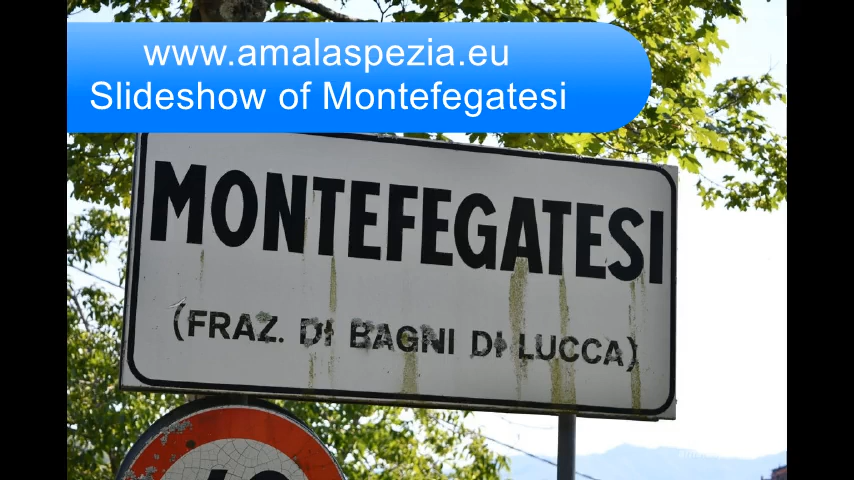 www.amalaspezia.eu
Slideshow of Montefegatesi
MONTEFEGATESI
(FRAZ. DI BAGNI DI LUCCA)